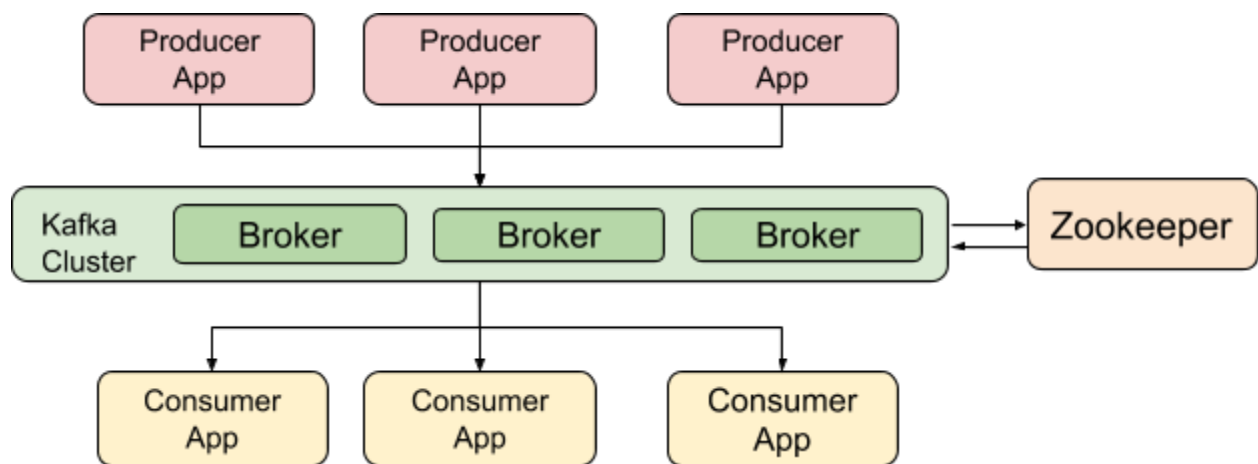 Producer
App
Producer
App
Producer
App
Kafka
Cluster
Broker
Broker
Broker
Zookeeper
Consumer
App
Consumer
App
Consumer
App